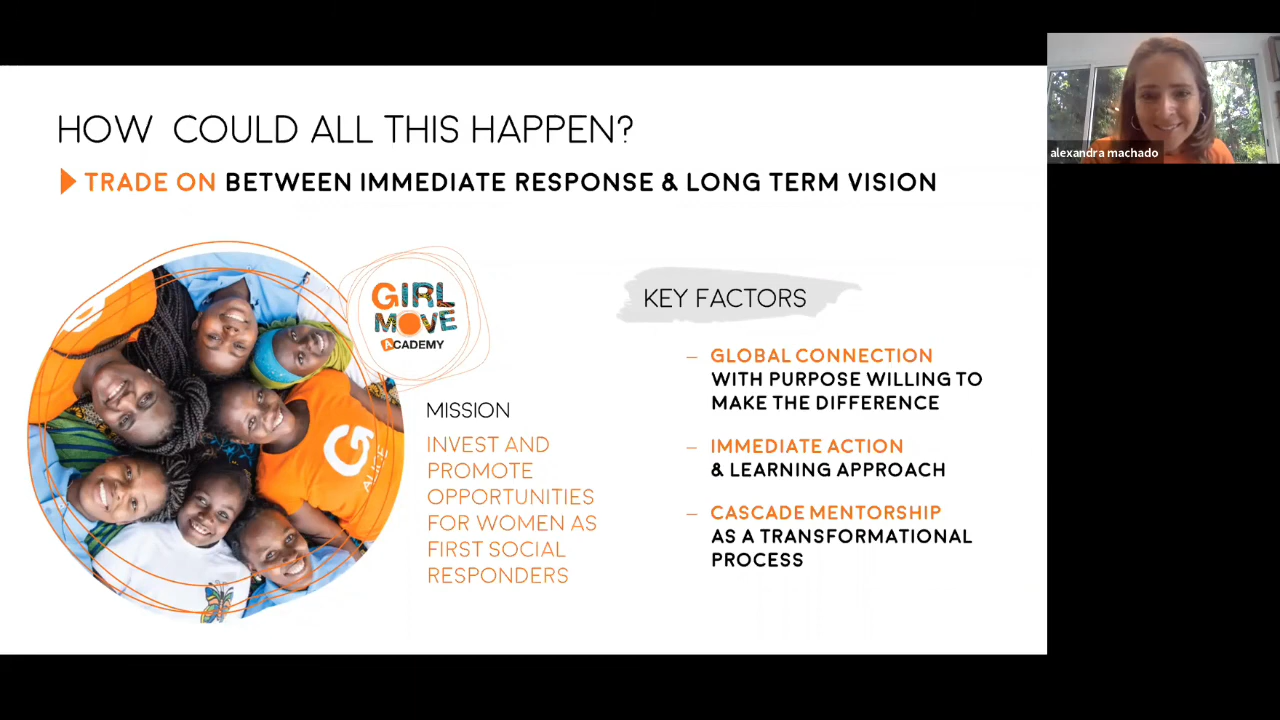 HOW COULD ALL THIS HAPPEN?
TRADE ON BETWEEN IMMEDIATE RESPONSE & LONG TERM VISION
GIRL
MOVE
ACADEMY
G
ALICE
MISSION
INVEST AND
PROMOTE
OPPORTUNITIES
FOR WOMEN AS
FIRST SOCIAL
RESPONDERS
KEY FACTORS
– GLOBAL CONNECTION
WITH PURPOSE WILLING TO
MAKE THE DIFFERENCE
– IMMEDIATE ACTION
& LEARNING APPROACH
– CASCADE MENTORSHIP
AS A TRANSFORMATIONAL
PROCESS
alexandra machado